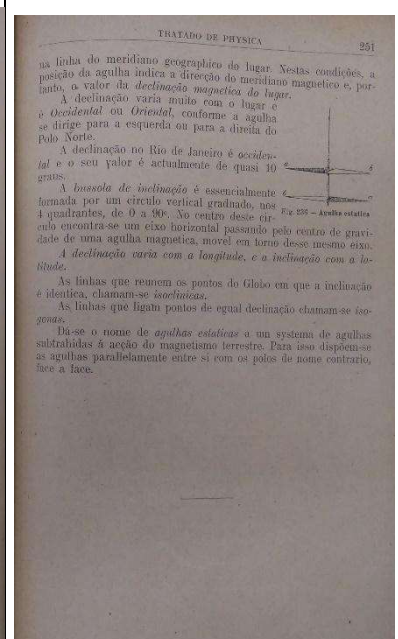 TRATADO DE PHYSICA
251
na linha do meridiano geographico do lugar. Nestas condições, a
posição da agulha indica a direcção do meridiano magnetico e, por-
tanto, o valor da declinação magnetica do lugar.
A declinação varia muito com o lugar e
é Occidental ou Oriental, conforme a agulha
se dirige para a esquerda ou para a direita do
Polo Norte.
A declinação no Rio de Janeiro é occiden-
tal e o seu valor é actualmente de quasi 10
graus.
A bussola de inclinação é essencialmente
formada por um circulo vertical graduado, nos
4 quadrantes, de 0 a 90º. No centro deste cir-
culo encontra-se um eixo horizontal passando pelo centro de gravi-
dade de uma agulha magnetica, movel em torno desse mesmo eixo.
A declinação varia com a longitude, e a inclinação com a la-
titude.
As linhas que reunem os pontos do Globo em que a inclinação
é identica, chamam-se isoclinicas.
As linhas que ligam pontos de egual declinação chamam-se iso-
gonas.
Dá-se o nome de agulhas estaticas a um systema de agulhas
subtrahidas á acção do magnetismo terrestre. Para isso dispõem-se
as agulhas parallelamente entre si com os polos de nome contrario,
face a face.
Fig. 236 — Agulha estatica